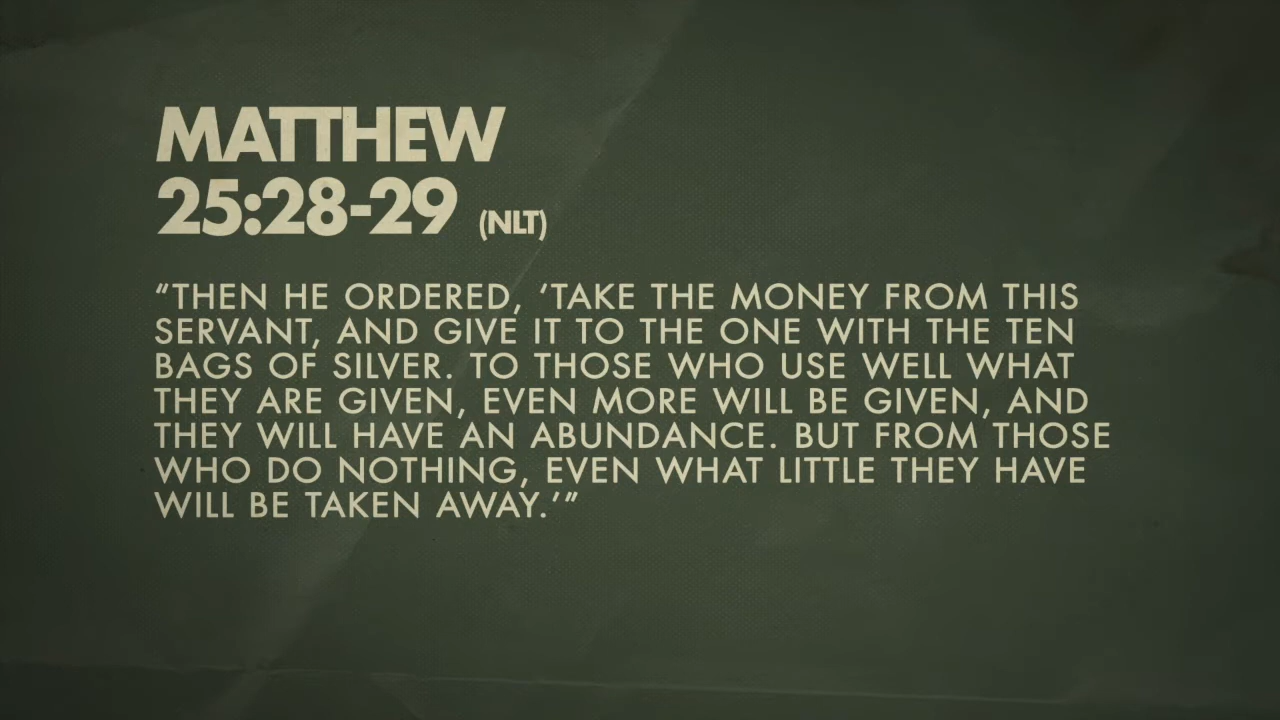 MATTHEW
25:28-29 (NLT)
“THEN HE ORDERED, ‘TAKE THE MONEY FROM THIS
SERVANT, AND GIVE IT TO THE ONE WITH THE TEN
BAGS OF SILVER. TO THOSE WHO USE WELL WHAT
THEY ARE GIVEN, EVEN MORE WILL BE GIVEN, AND
THEY WILL HAVE AN ABUNDANCE. BUT FROM THOSE
WHO DO NOTHING, EVEN WHAT LITTLE THEY HAVE
WILL BE TAKEN AWAY.’”